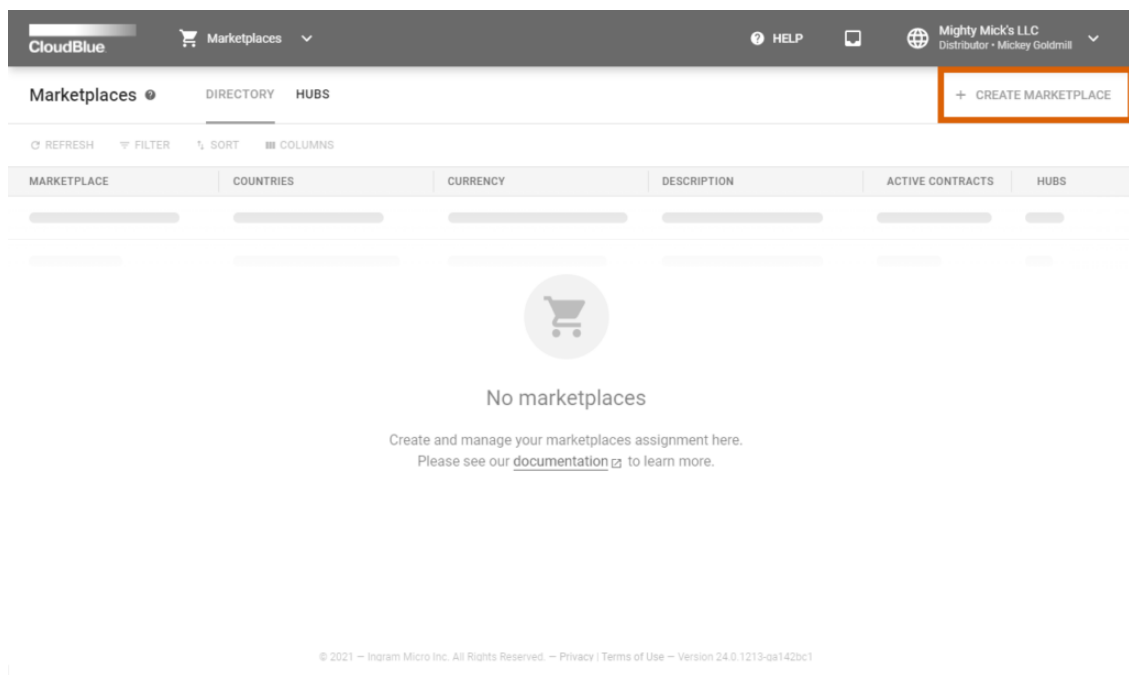 CloudBlue Marketplaces HELP Mighty Mick's LLC
Distributor • Mickey Goldmill
Marketplaces DIRECTORY HUBS + CREATE MARKETPLACE
REFRESH FILTER SORT COLUMNS
MARKETPLACE COUNTRIES CURRENCY DESCRIPTION ACTIVE CONTRACTS HUBS
No marketplaces
Create and manage your marketplaces assignment here.
Please see our documentation to learn more.
© 2021 — Ingram Micro Inc. All Rights Reserved. — Privacy | Terms of Use — Version 24.0.1213-qa142bc1